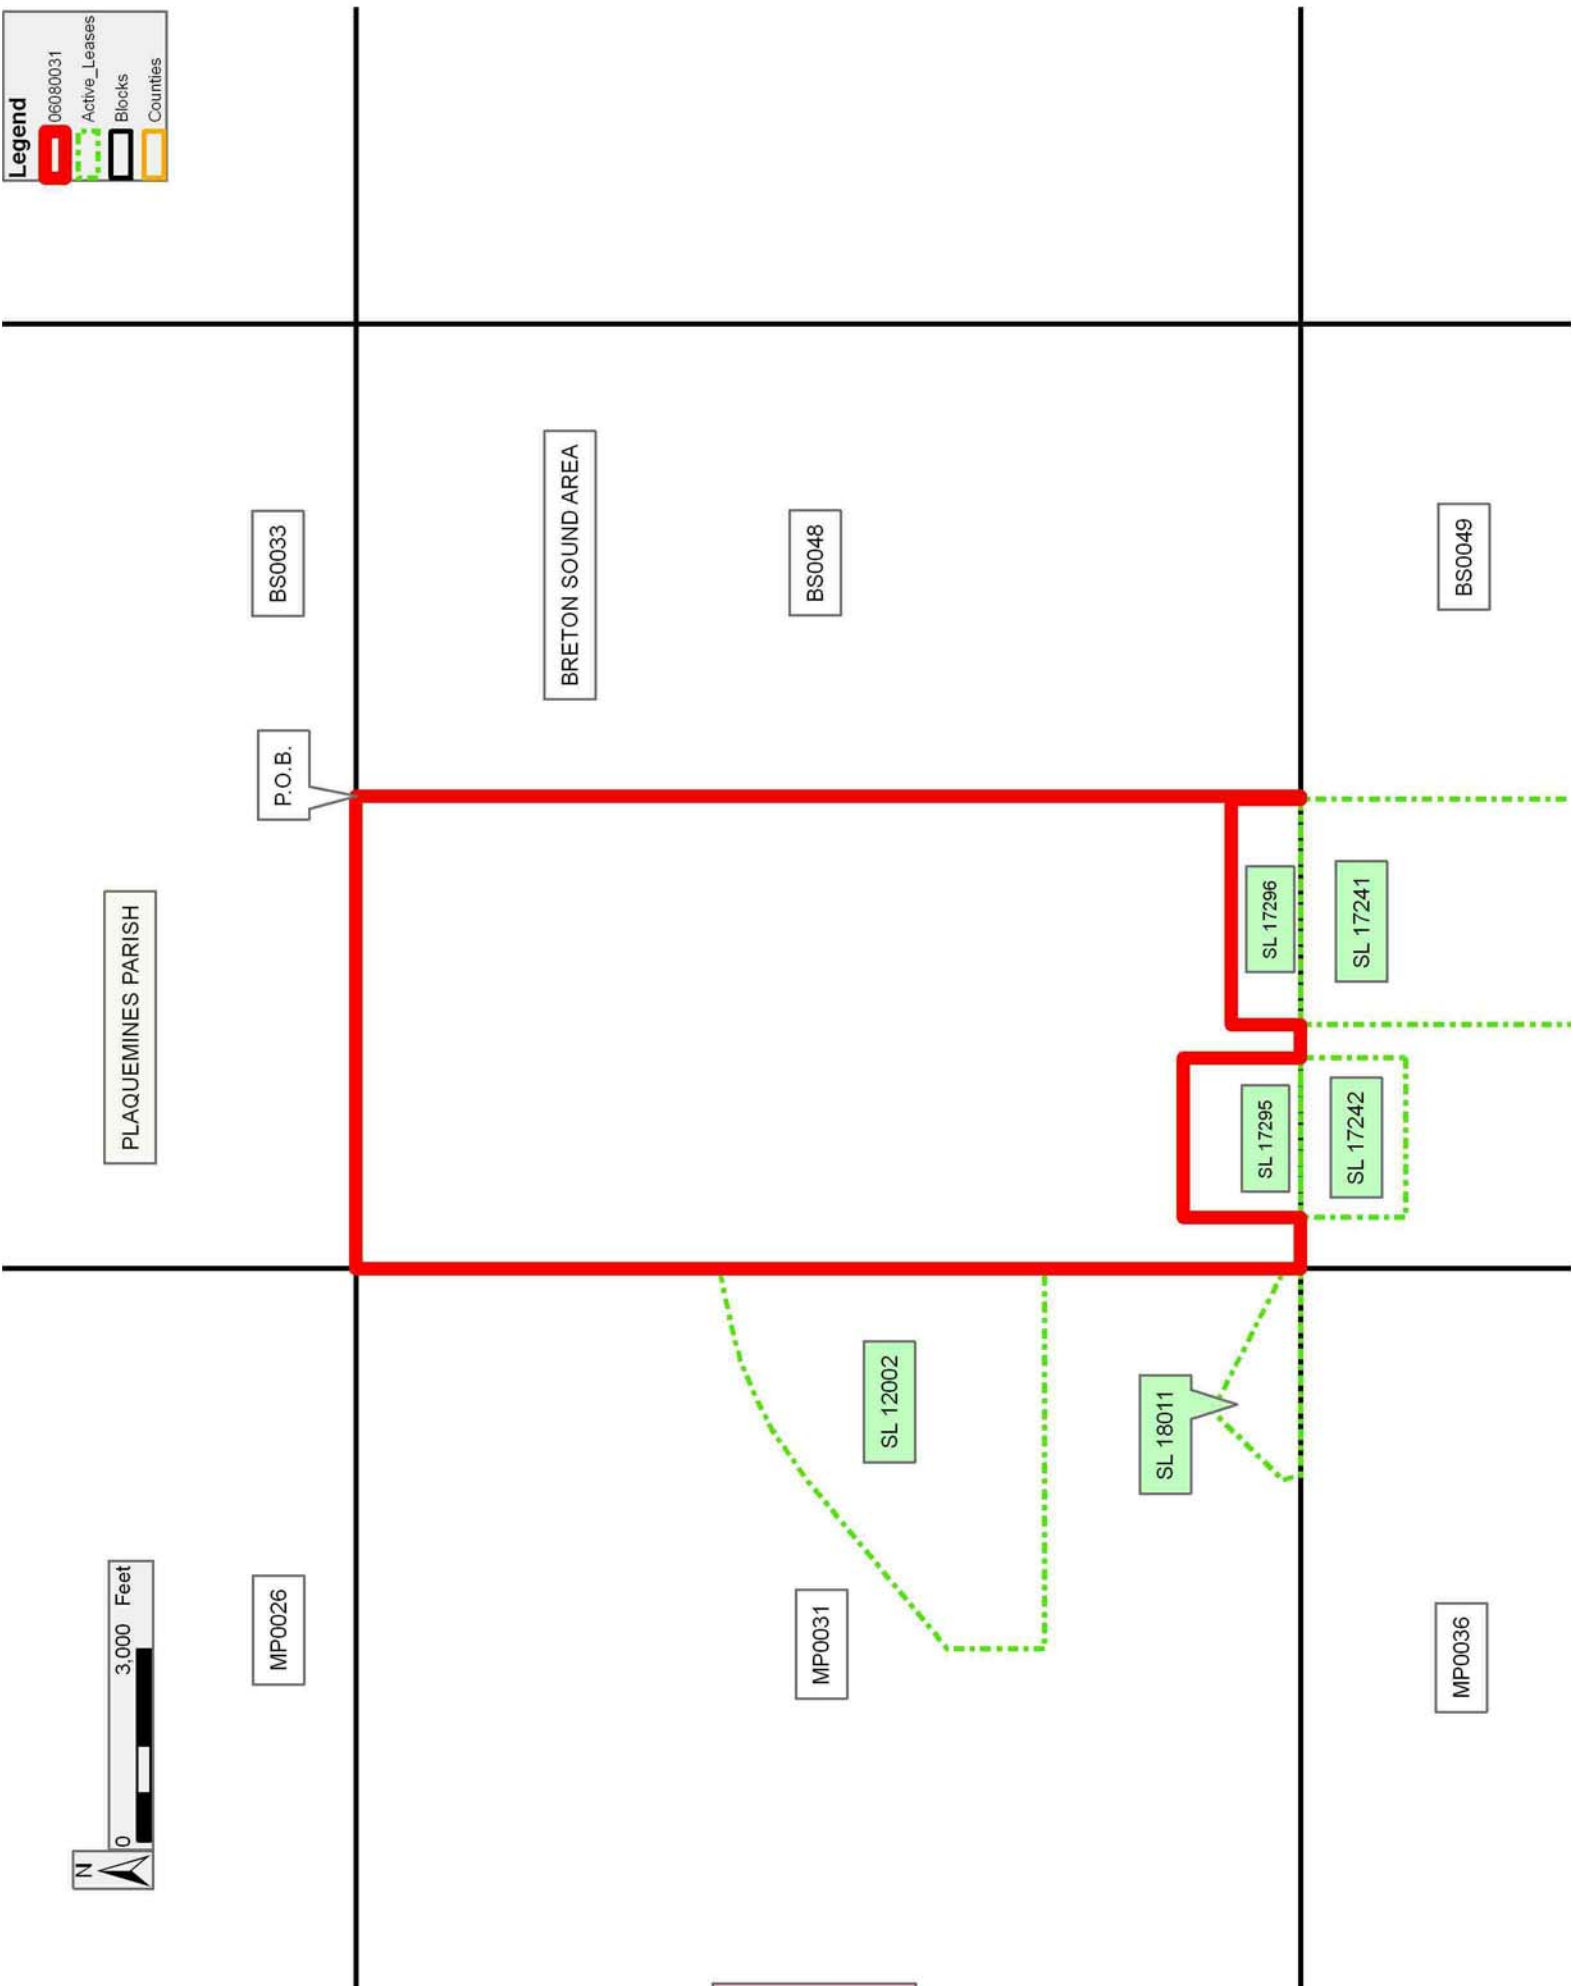 N
0 3,000 Feet
Legend
06080031
Active_Leases
Blocks
Counties
PLAQUEMINES PARISH
MP0026
P.O.B.
BS0033
BRETON SOUND AREA
MP0031
BS0048
SL 12002
SL 18011
SL 17295
SL 17296
SL 17242
SL 17241
MP0036
BS0049